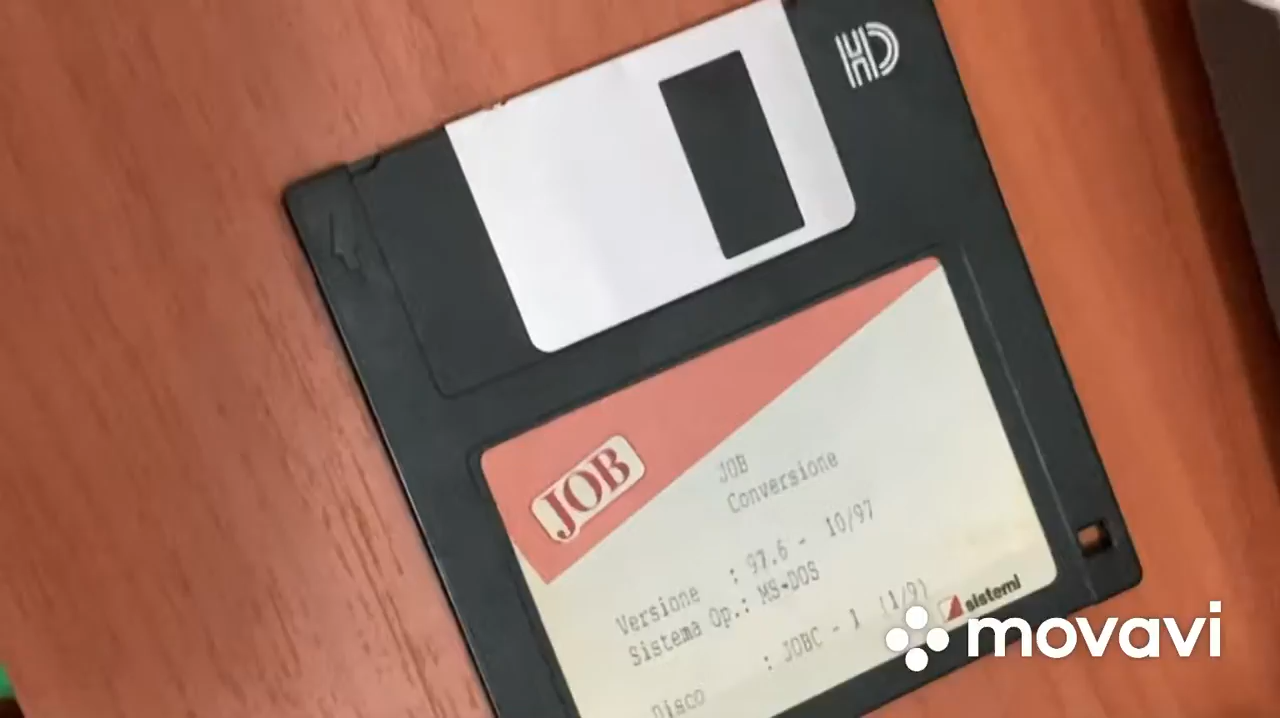 HD
JOB
JOB
Conversione
Versione : 97.6 - 10/97
Sistema Op.: MS-DOS
Disco : JOBC - 1 (1/9)
sistemi
movavi